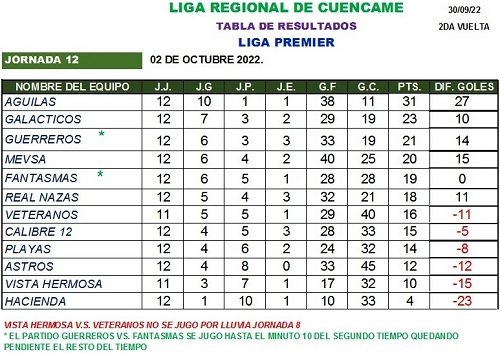 LIGA REGIONAL DE CUENCAME
30/09/22
TABLA DE RESULTADOS
2DA VUELTA
LIGA PREMIER
JORNADA 12 02 DE OCTUBRE 2022.
NOMBRE DEL EQUIPO J.J. J.G J.P. J.E. G.F G.C. PTS. DIF. GOLES
AGUILAS 12 10 1 1 38 11 31 27
GALACTICOS 12 7 3 2 29 19 23 10
GUERREROS * 12 6 3 3 33 19 21 14
MEVSA 12 6 4 2 40 25 20 15
FANTASMAS * 12 6 5 1 28 28 19 0
REAL NAZAS 12 5 4 3 32 21 18 11
VETERANOS 11 5 5 1 29 40 16 -11
CALIBRE 12 12 4 5 3 28 33 15 -5
PLAYAS 12 4 6 2 24 32 14 -8
ASTROS 12 4 8 0 33 45 12 -12
VISTA HERMOSA 11 3 7 1 17 32 10 -15
HACIENDA 12 1 10 1 10 33 4 -23
VISTA HERMOSA V.S. VETERANOS NO SE JUGO POR LLUVIA JORNADA 8
* EL PARTIDO GUERREROS VS. FANTASMAS SE JUGO HASTA EL MINUTO 10 DEL SEGUNDO TIEMPO QUEDANDO
PENDIENTE EL RESTO DEL TIEMPO